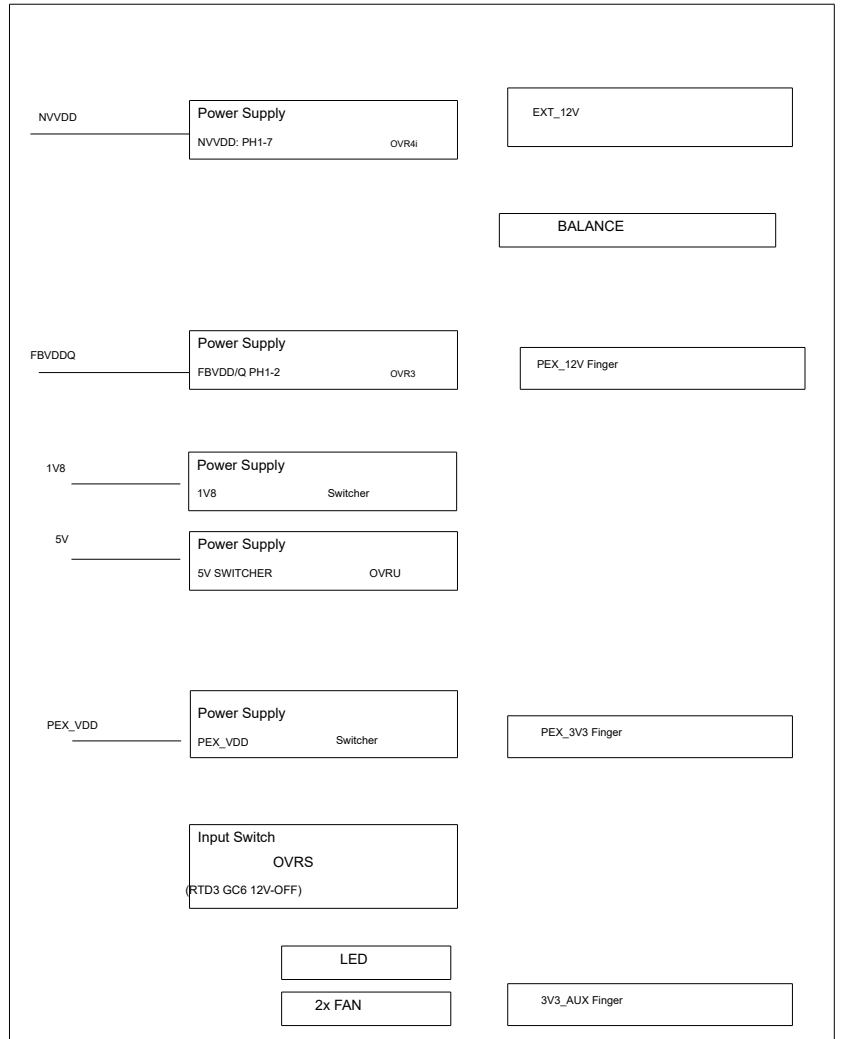 NVVDD
Power Supply
NVVDD: PH1-7 OVR4i
EXT_12V
BALANCE
FBVDDQ
Power Supply
FBVDD/Q PH1-2 OVR3
PEX_12V Finger
1V8
Power Supply
1V8 Switcher
5V
Power Supply
5V SWITCHER OVRU
PEX_VDD
Power Supply
PEX_VDD Switcher
PEX_3V3 Finger
Input Switch
OVRS
(RTD3 GC6 12V-OFF)
LED
2x FAN
3V3_AUX Finger